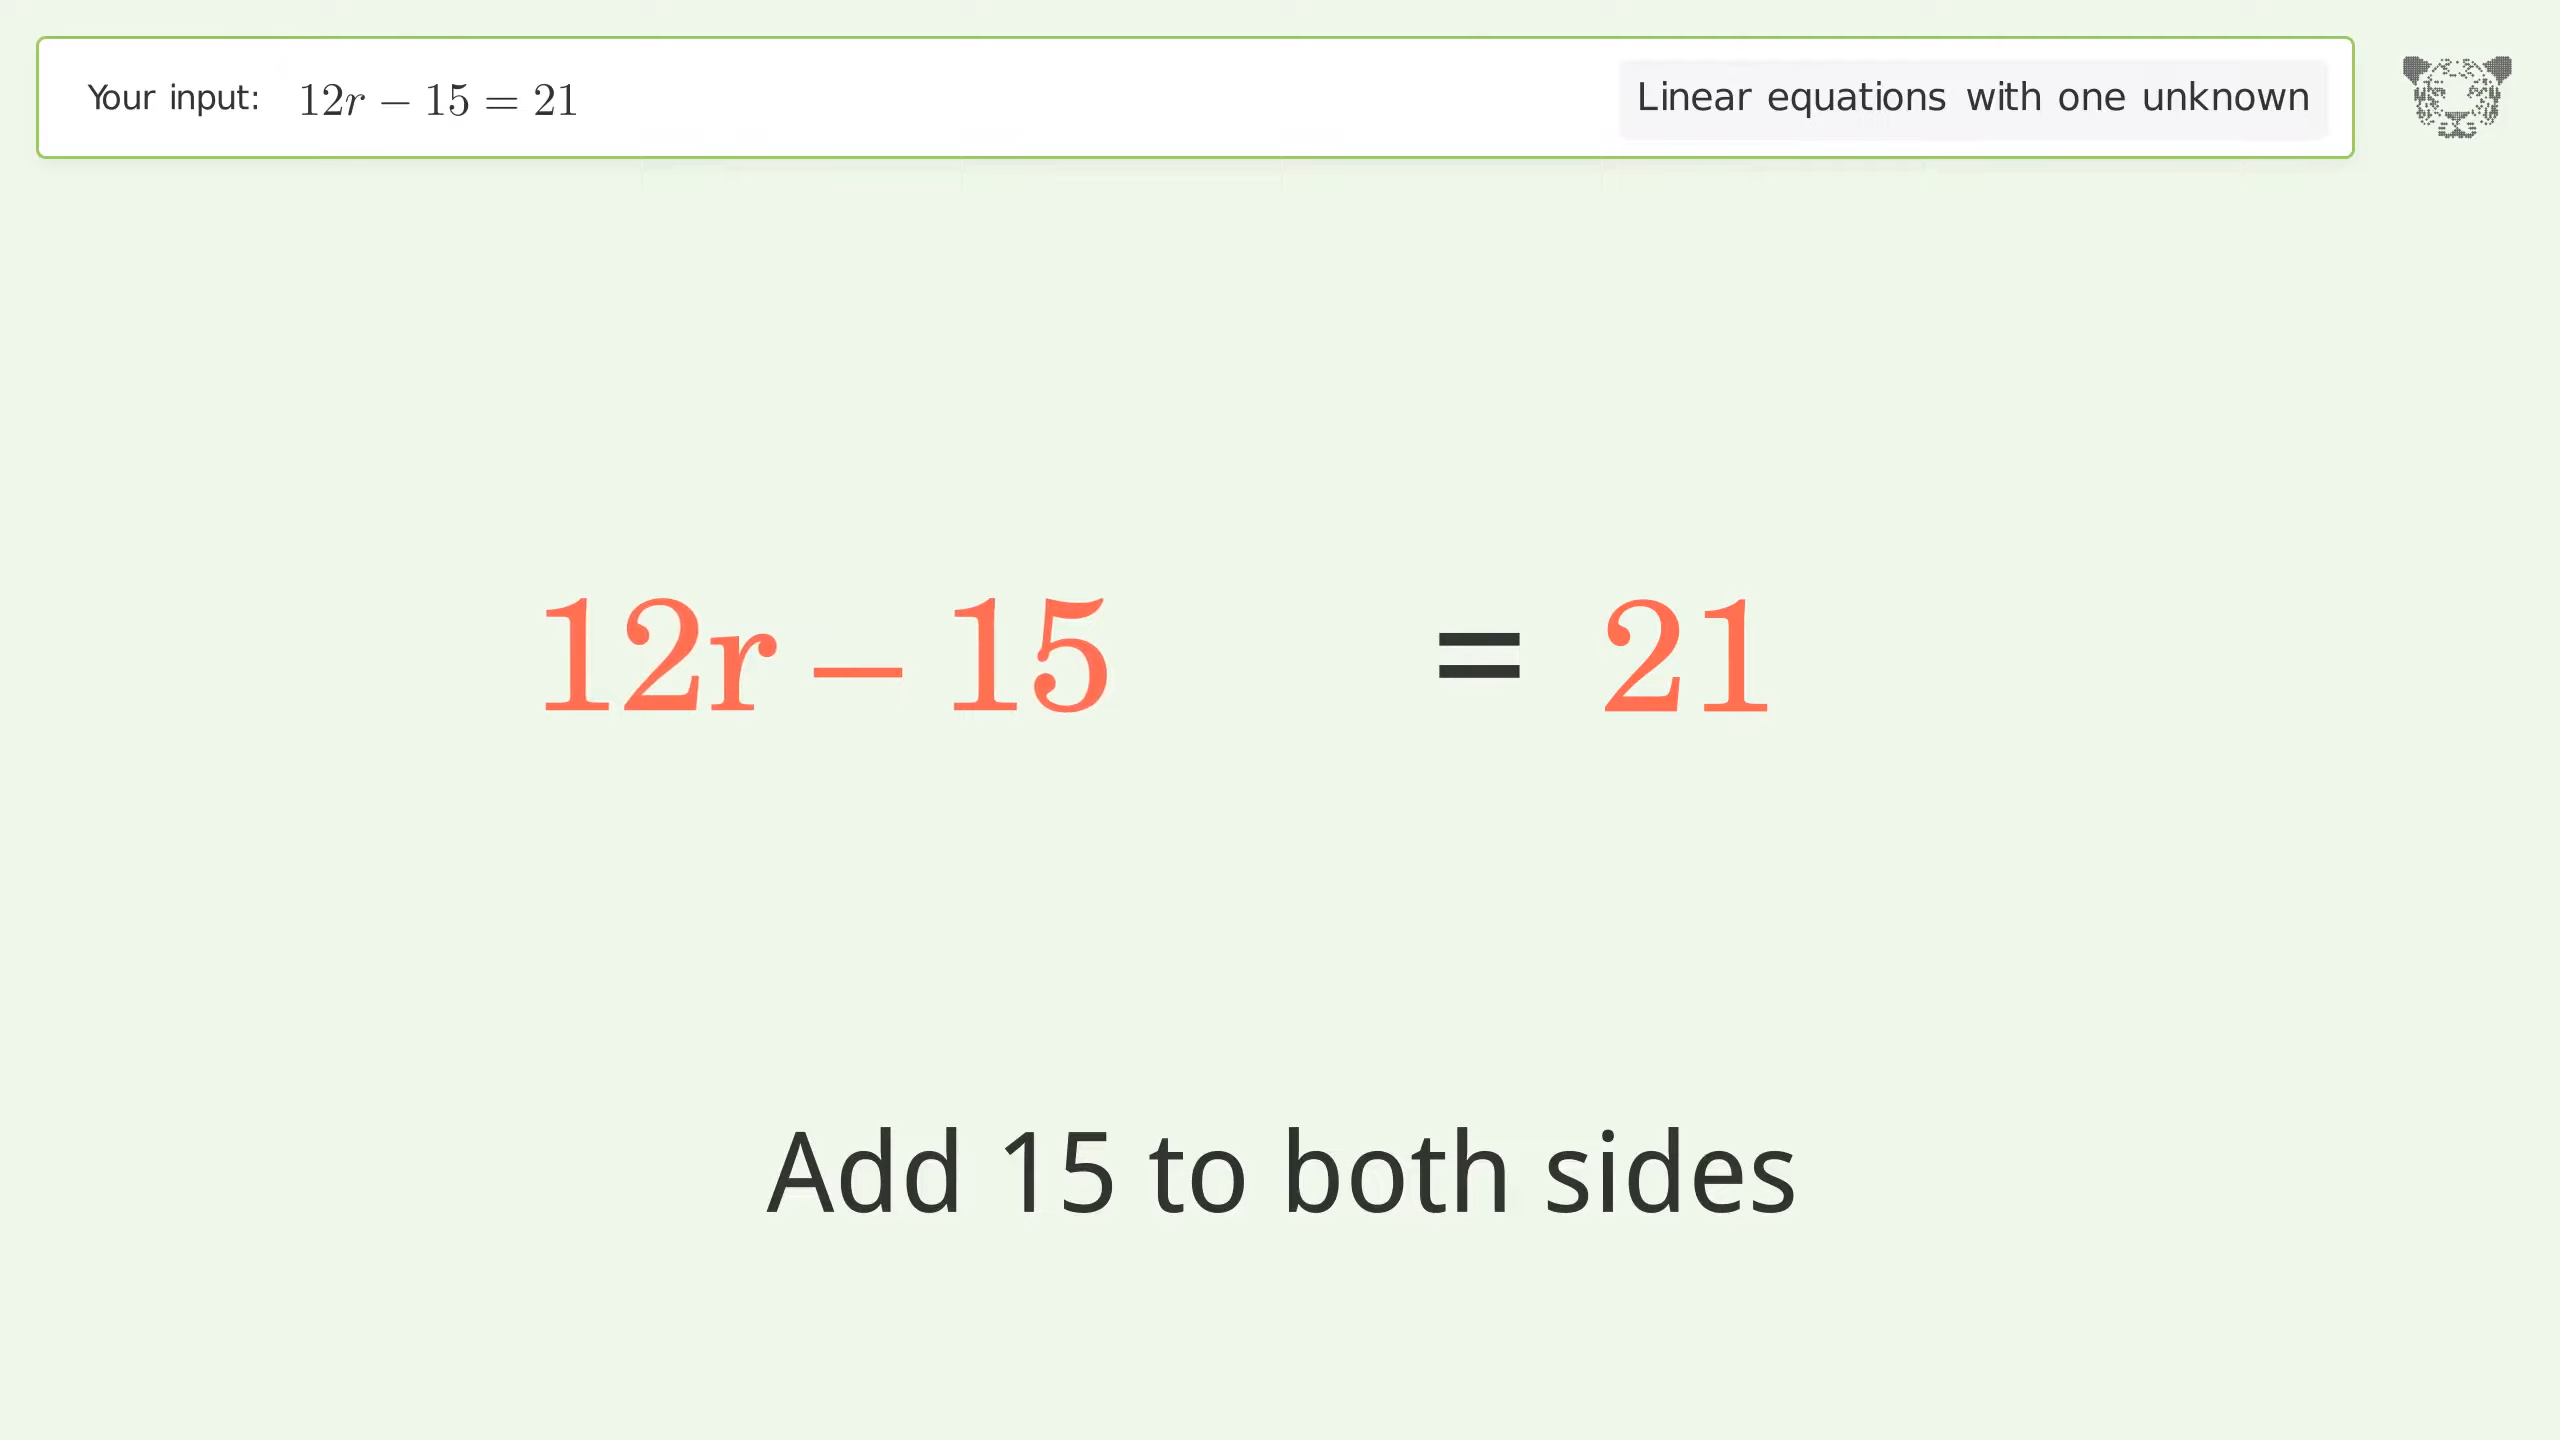 Your input: 12r − 15 = 21
Linear equations with one unknown
12r − 15 = 21
Add 15 to both sides